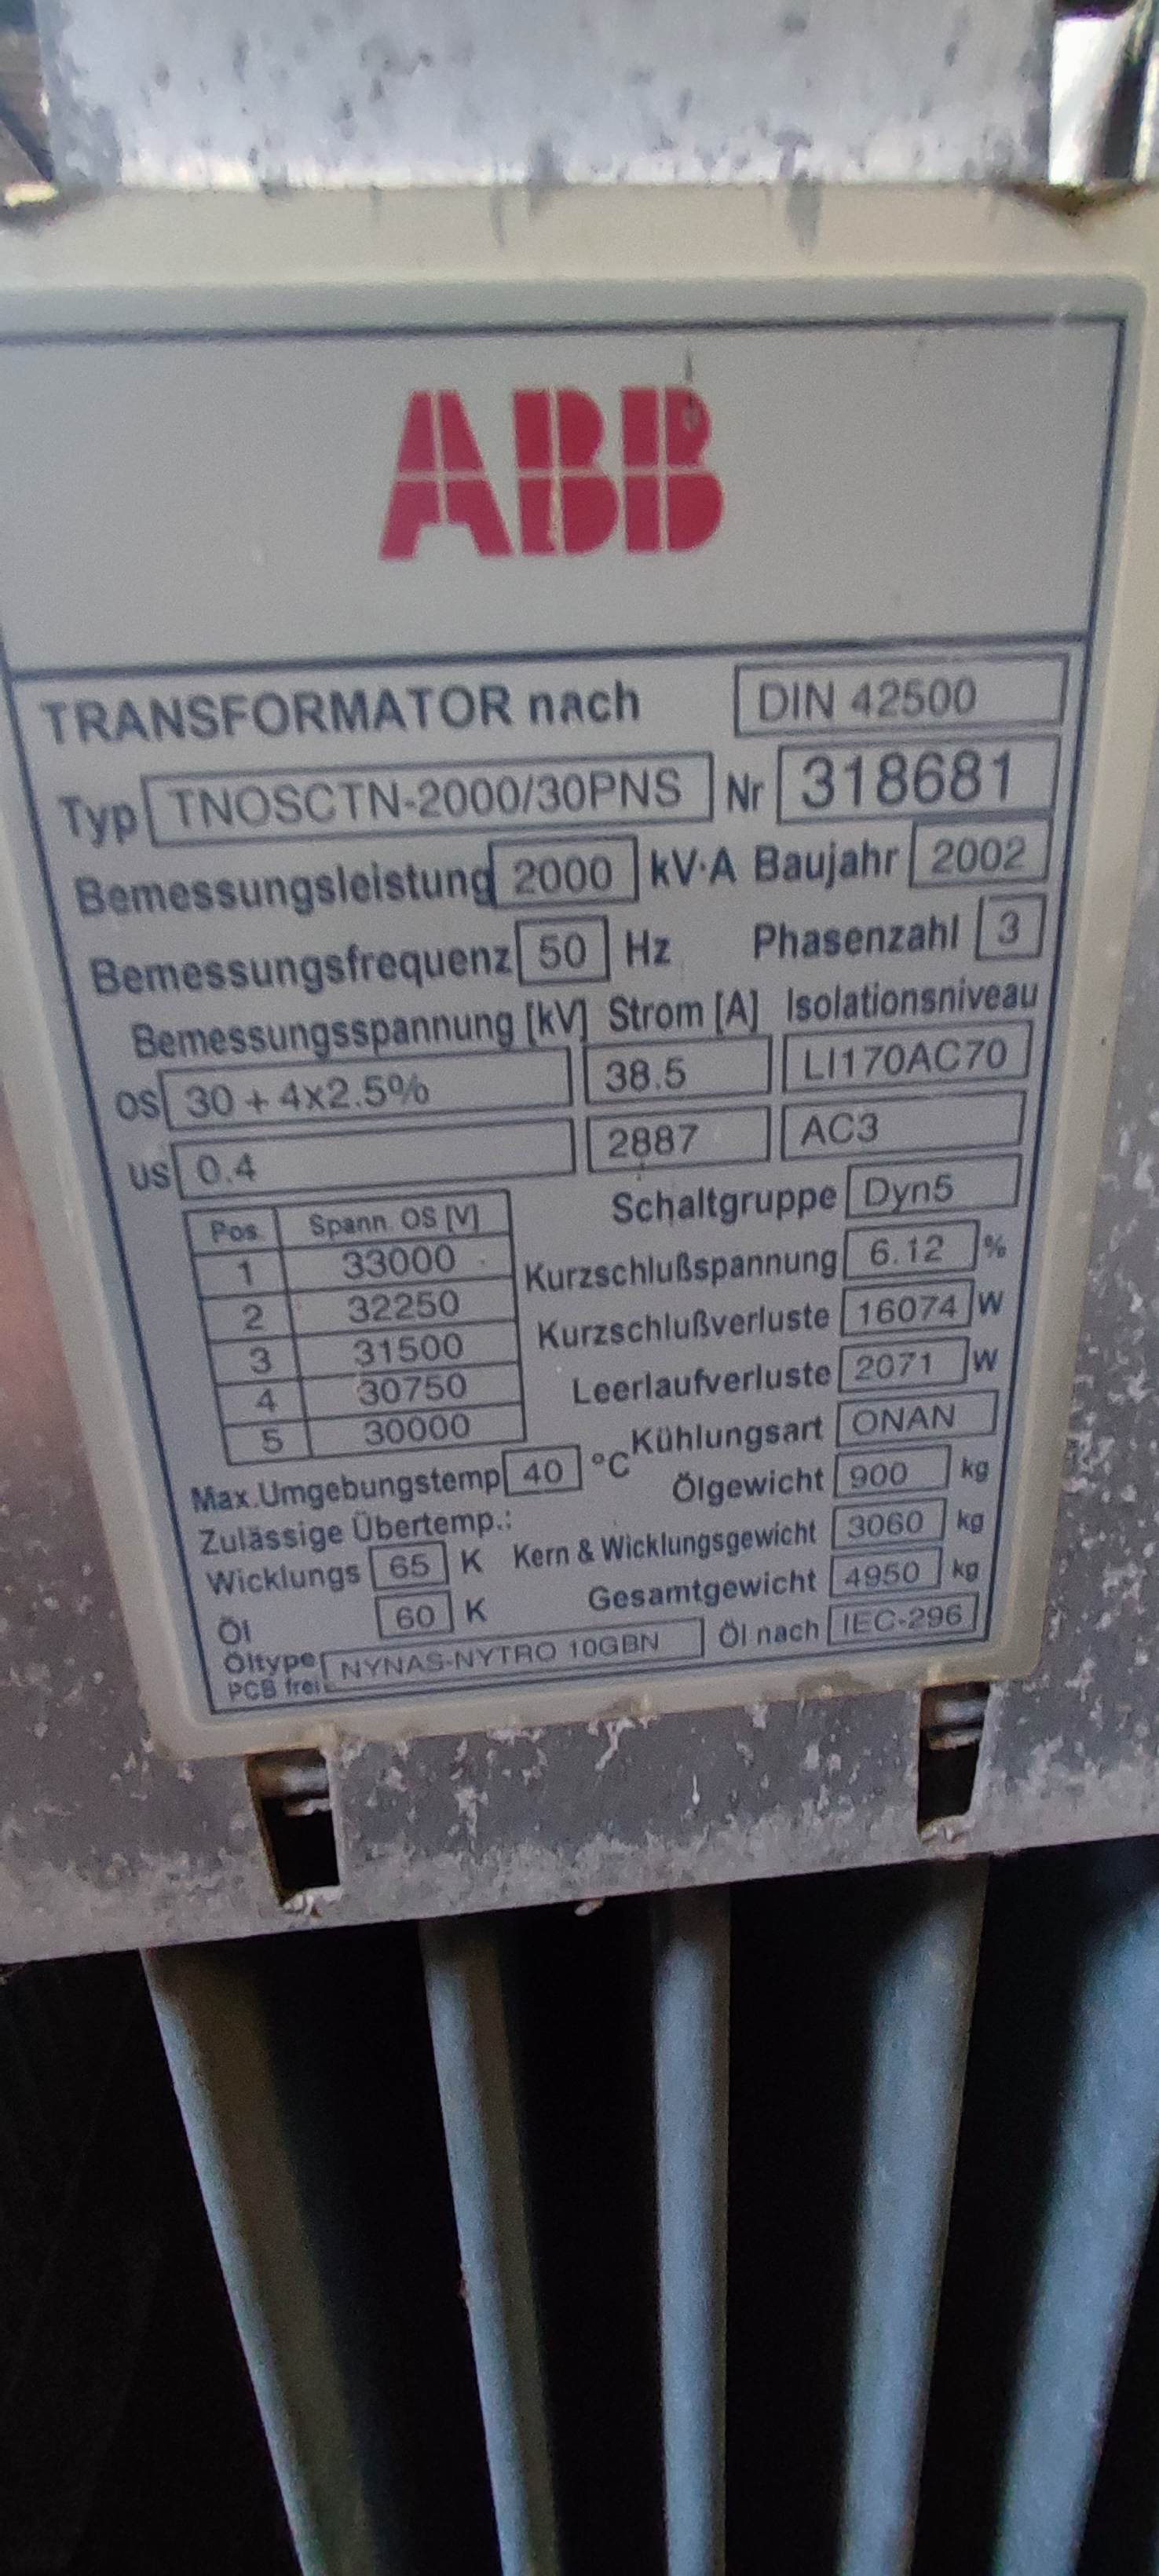 ABB
TRANSFORMATOR nach DIN 42500
Typ TNOSCTN-2000/30PNS Nr 318681
Bemessungsleistung 2000 kV·A Baujahr 2002
Bemessungsfrequenz 50 Hz Phasenzahl 3
Bemessungsspannung [kV] Strom [A] Isolationsniveau
OS 30 + 4x2.5% 38.5 LI170AC70
US 0.4 2887 AC3
Schaltgruppe Dyn5
Pos. Spann. OS [V]
1 33000
2 32250
3 31500
4 30750
5 30000
Kurzschlußspannung 6.12 %
Kurzschlußverluste 16074 W
Leerlaufverluste 2071 W
Kühlungsart ONAN
Max.Umgebungstemp 40 °C
Ölgewicht 900 kg
Zulässige Übertemp.:
Wicklungs 65 K Kern & Wicklungsgewicht 3060 kg
Öl 60 K Gesamtgewicht 4950 kg
Öltype NYNAS-NYTRO 10GBN Öl nach IEC-296
PCB frei